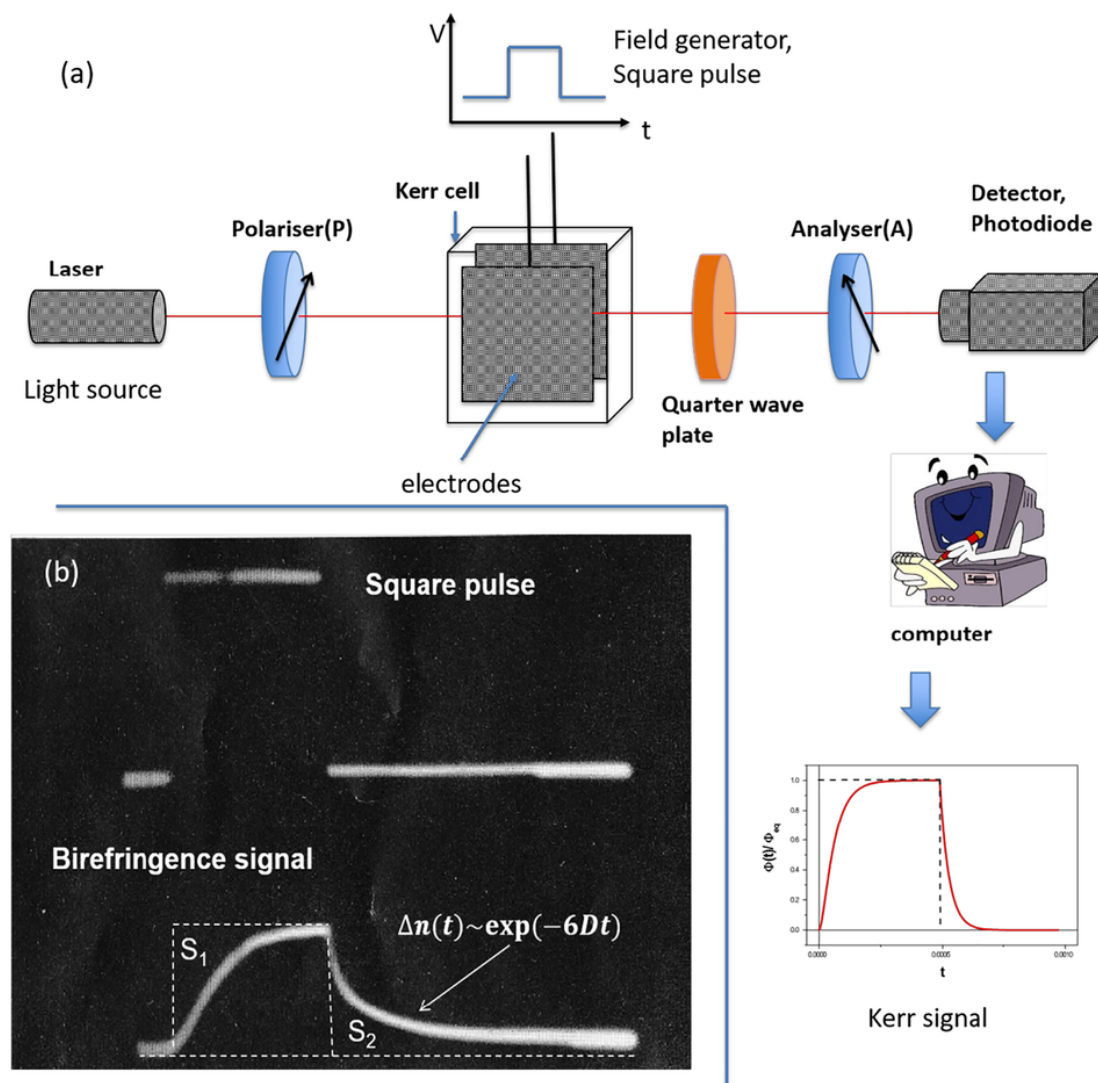 (a)
V
t
Field generator,
Square pulse
Kerr cell
Polariser(P)
Laser
Light source
electrodes
Quarter wave
plate
Analyser(A)
Detector,
Photodiode
computer
(b)
Square pulse
Birefringence signal
Δn(t)~exp(−6Dt)
S₁
S₂
Φ(t)/ Φeq
1.0
0.8
0.6
0.4
0.2
0.0
0.0000
0.0005
0.0010
t
Kerr signal